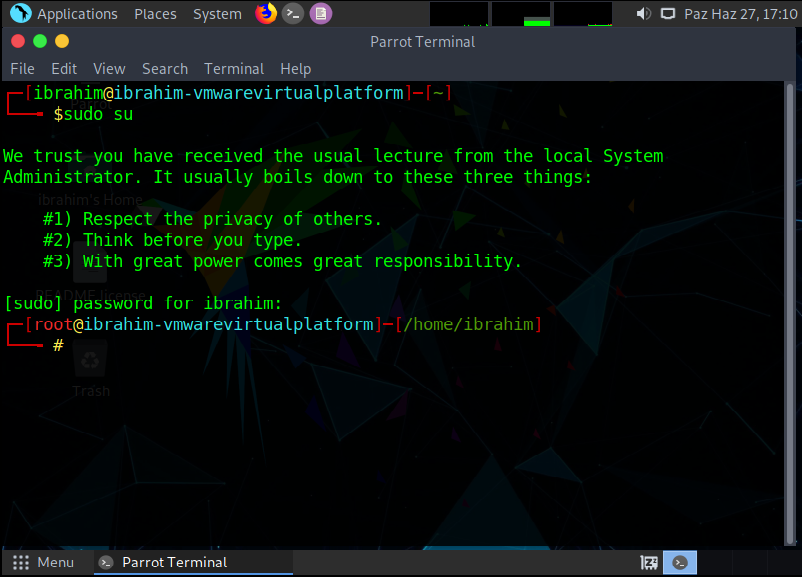 Applications Places System Paz Haz 27, 17:10
Parrot Terminal
File Edit View Search Terminal Help
┌─[ibrahim@ibrahim-vmwarevirtualplatform]─[~]
└──╼ $sudo su
We trust you have received the usual lecture from the local System
Administrator. It usually boils down to these three things:
ibrahim's Home
#1) Respect the privacy of others.
#2) Think before you type.
#3) With great power comes great responsibility.
README.license
[sudo] password for ibrahim:
┌─[root@ibrahim-vmwarevirtualplatform]─[/home/ibrahim]
└──╼ #
Trash
Menu Parrot Terminal